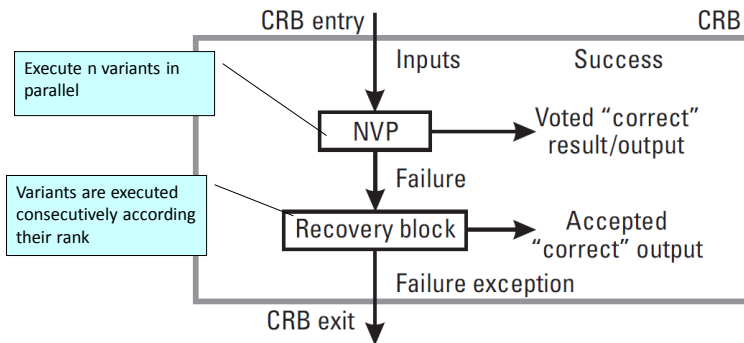 CRB entry
CRB
Execute n variants in
parallel
Inputs
Success
NVP
Voted “correct”
result/output
Failure
Variants are executed
consecutively according
their rank
Recovery block
Accepted
“correct” output
Failure exception
CRB exit